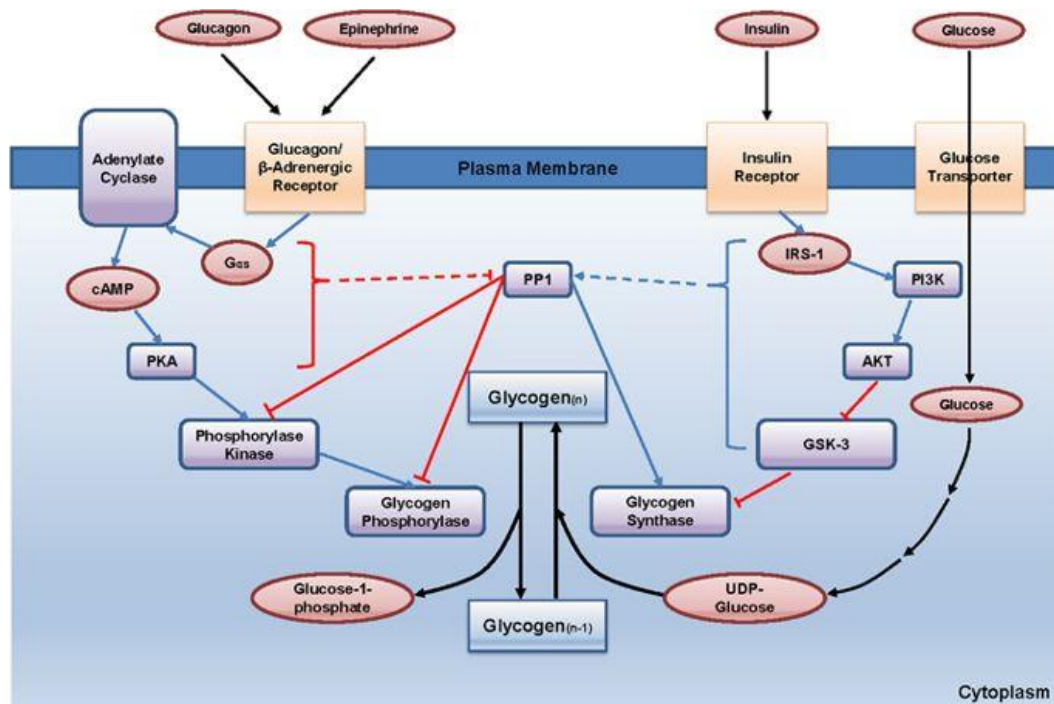 Glucagon
Epinephrine
Insulin
Glucose
Adenylate
Cyclase
Glucagon/
β-Adrenergic
Receptor
Plasma Membrane
Insulin
Receptor
Glucose
Transporter
Gαs
IRS-1
cAMP
PP1
PI3K
PKA
AKT
Glycogen(n)
Glucose
Phosphorylase
Kinase
GSK-3
Glycogen
Phosphorylase
Glycogen
Synthase
Glucose-1-
phosphate
UDP-
Glucose
Glycogen(n-1)
Cytoplasm